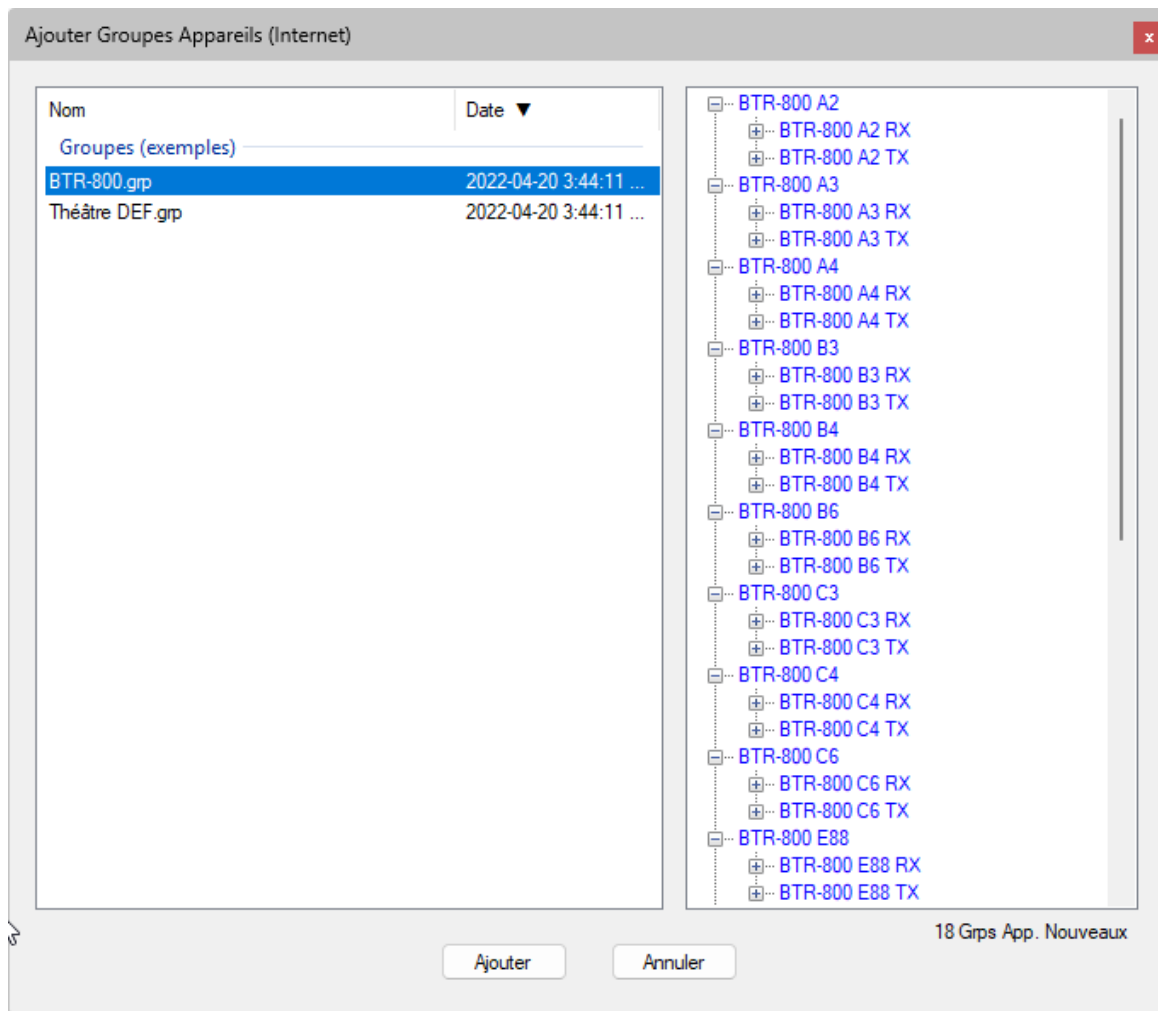 Ajouter Groupes Appareils (Internet)
x
Nom Date ▼
Groupes (exemples)
BTR-800.grp 2022-04-20 3:44:11 ...
Théâtre DEF.grp 2022-04-20 3:44:11 ...
BTR-800 A2
BTR-800 A2 RX
BTR-800 A2 TX
BTR-800 A3
BTR-800 A3 RX
BTR-800 A3 TX
BTR-800 A4
BTR-800 A4 RX
BTR-800 A4 TX
BTR-800 B3
BTR-800 B3 RX
BTR-800 B3 TX
BTR-800 B4
BTR-800 B4 RX
BTR-800 B4 TX
BTR-800 B6
BTR-800 B6 RX
BTR-800 B6 TX
BTR-800 C3
BTR-800 C3 RX
BTR-800 C3 TX
BTR-800 C4
BTR-800 C4 RX
BTR-800 C4 TX
BTR-800 C6
BTR-800 C6 RX
BTR-800 C6 TX
BTR-800 E88
BTR-800 E88 RX
BTR-800 E88 TX
18 Grps App. Nouveaux
Ajouter Annuler